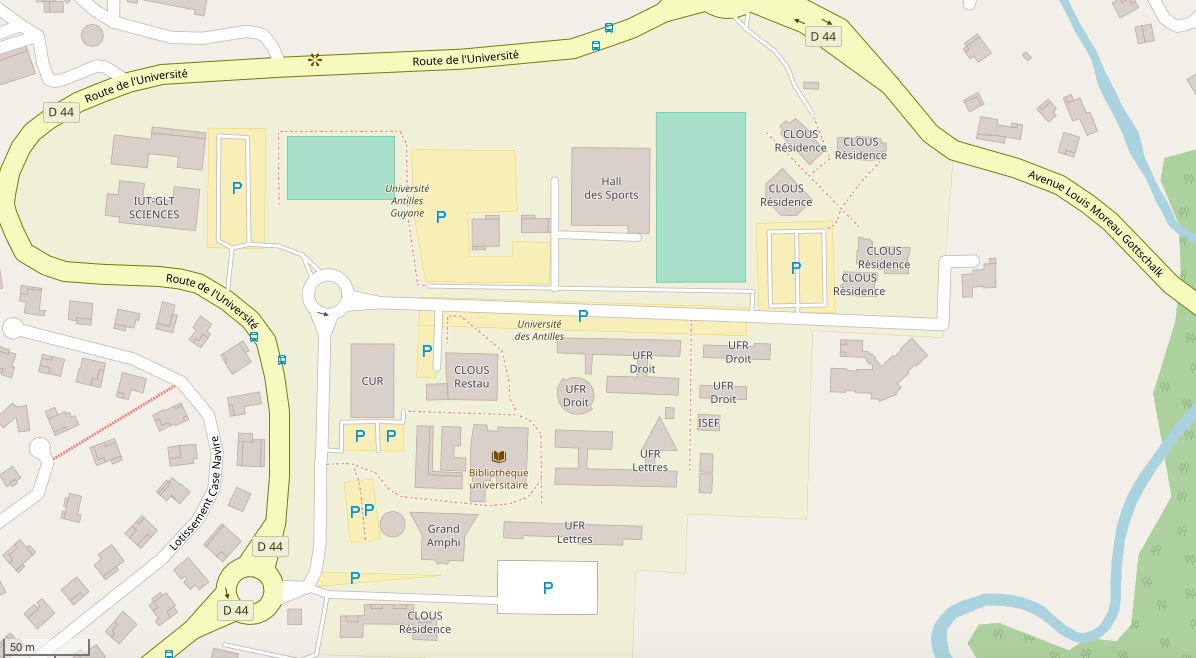 D 44
Route de l'Université
Route de l'Université
D 44
CLOUS
Résidence
CLOUS
Résidence
Hall
des Sports
P
Université
Antilles
Guyane
P
IUT-GLT
SCIENCES
CLOUS
Résidence
Avenue Louis Moreau Gottschalk
CLOUS
Résidence
P
CLOUS
Résidence
Route de l'Université
P
Université
des Antilles
P
CLOUS
Restau
CUR
UFR
Droit
UFR
Droit
UFR
Droit
UFR
Droit
ISEF
P
P
Bibliothèque
universitaire
UFR
Lettres
Lotissement Case Navire
P
P
Grand
Amphi
UFR
Lettres
D 44
P
P
D 44
CLOUS
Résidence
50 m